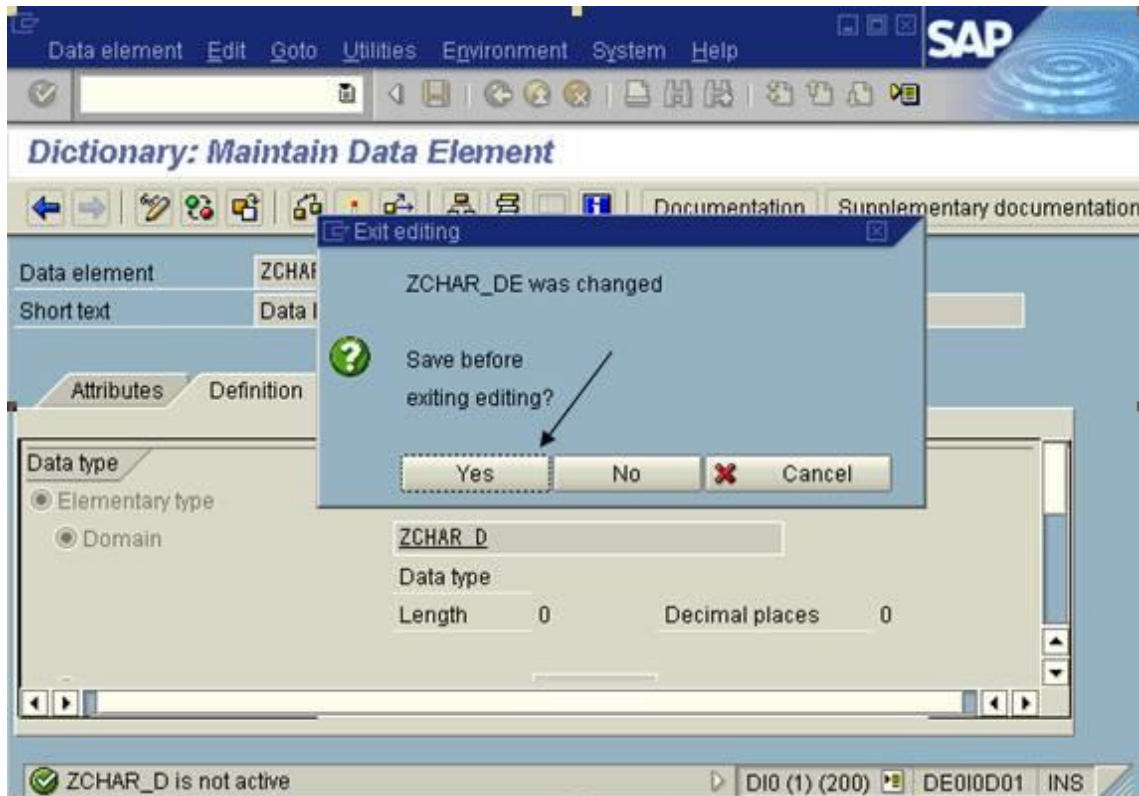 Data element Edit Goto Utilities Environment System Help
SAP
Dictionary: Maintain Data Element
Documentation Supplementary documentation
Exit editing
Data element ZCHAR
Short text Data
ZCHAR_DE was changed
Save before
exiting editing?
Attributes Definition
Yes No Cancel
Data type
Elementary type
Domain ZCHAR_D
Data type
Length 0 Decimal places 0
ZCHAR_D is not active DI0 (1) (200) DE0I0D01 INS